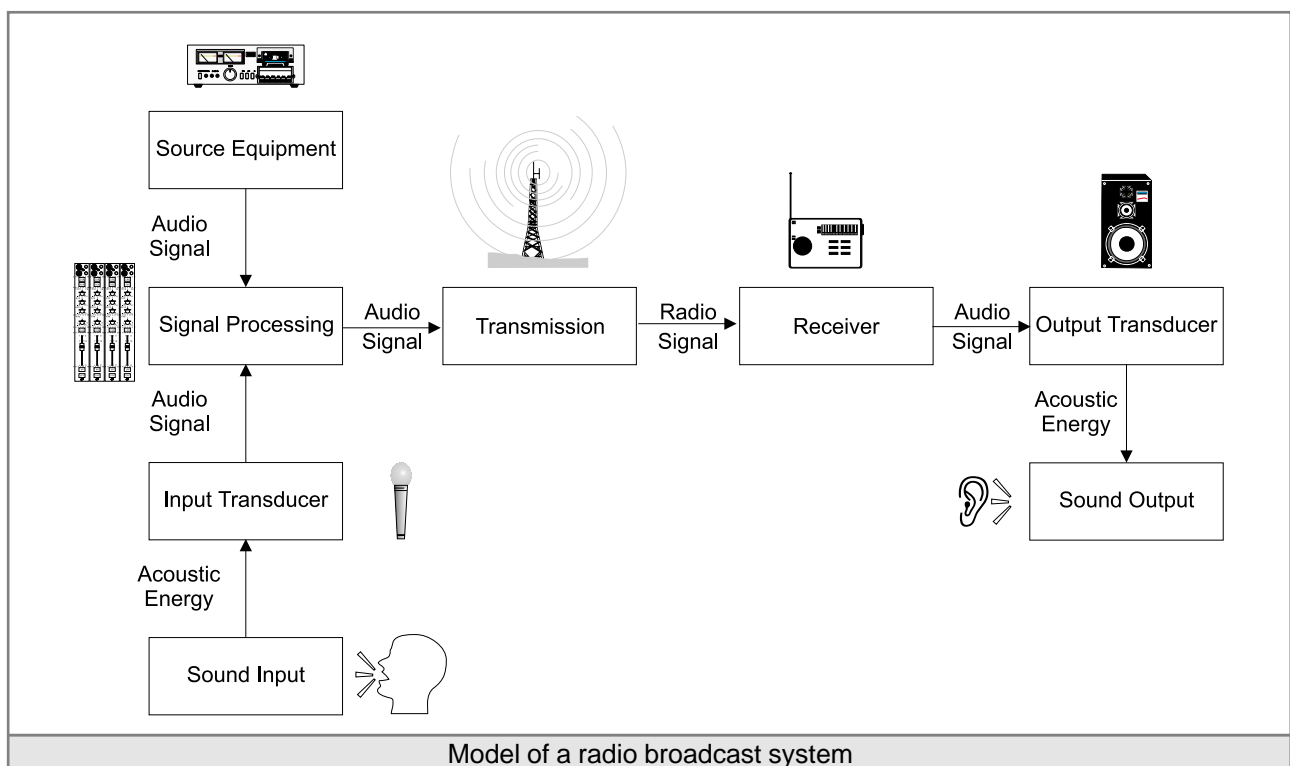 Source Equipment
Audio
Signal
Signal Processing
Audio
Signal
Transmission
Radio
Signal
Receiver
Audio
Signal
Output Transducer
Audio
Signal
Acoustic
Energy
Input Transducer
Sound Output
Acoustic
Energy
Sound Input
Model of a radio broadcast system